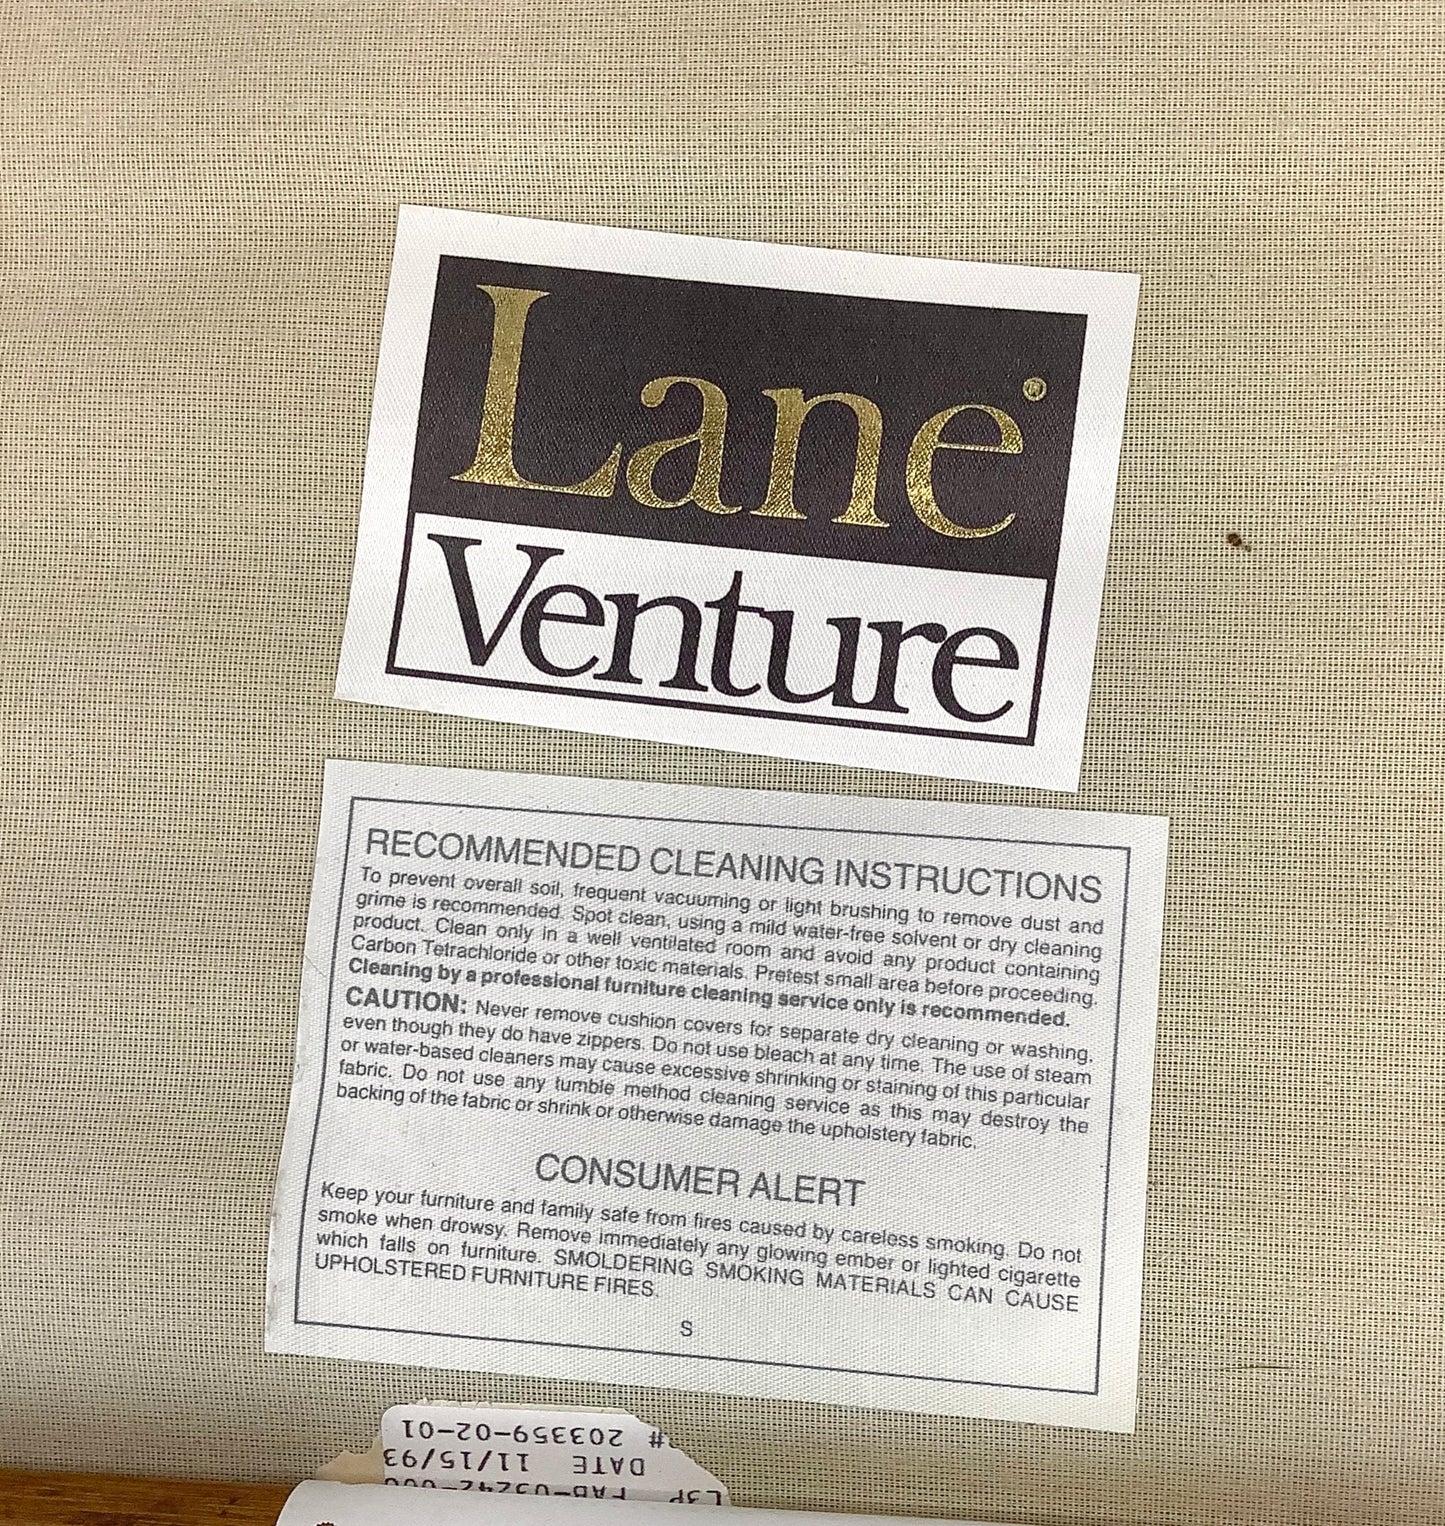 Lane®
Venture
RECOMMENDED CLEANING INSTRUCTIONS
To prevent overall soil, frequent vacuuming or light brushing to remove dust and
grime is recommended. Spot clean, using a mild water-free solvent or dry cleaning
product. Clean only in a well ventilated room and avoid any product containing
Carbon Tetrachloride or other toxic materials. Pretest small area before proceeding.
Cleaning by a professional furniture cleaning service only is recommended.
CAUTION: Never remove cushion covers for separate dry cleaning or washing,
even though they do have zippers. Do not use bleach at any time. The use of steam
or water-based cleaners may cause excessive shrinking or staining of this particular
fabric. Do not use any tumble method cleaning service as this may destroy the
backing of the fabric or shrink or otherwise damage the upholstery fabric.
CONSUMER ALERT
Keep your furniture and family safe from fires caused by careless smoking. Do not
smoke when drowsy. Remove immediately any glowing ember or lighted cigarette
which falls on furniture. SMOLDERING SMOKING MATERIALS CAN CAUSE
UPHOLSTERED FURNITURE FIRES.
S
# 203359-02-01
DATE 11/15/93